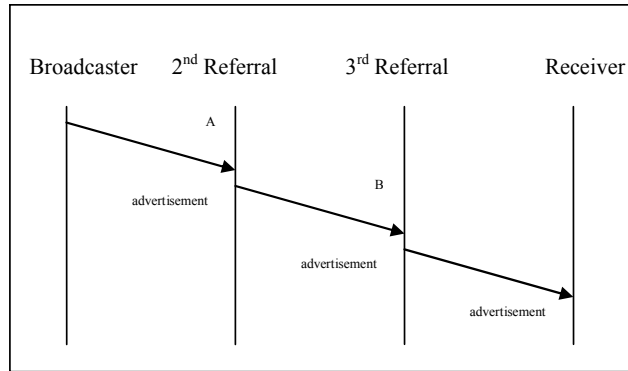 Broadcaster 2nd Referral 3rd Referral Receiver
A
advertisement
B
advertisement
advertisement